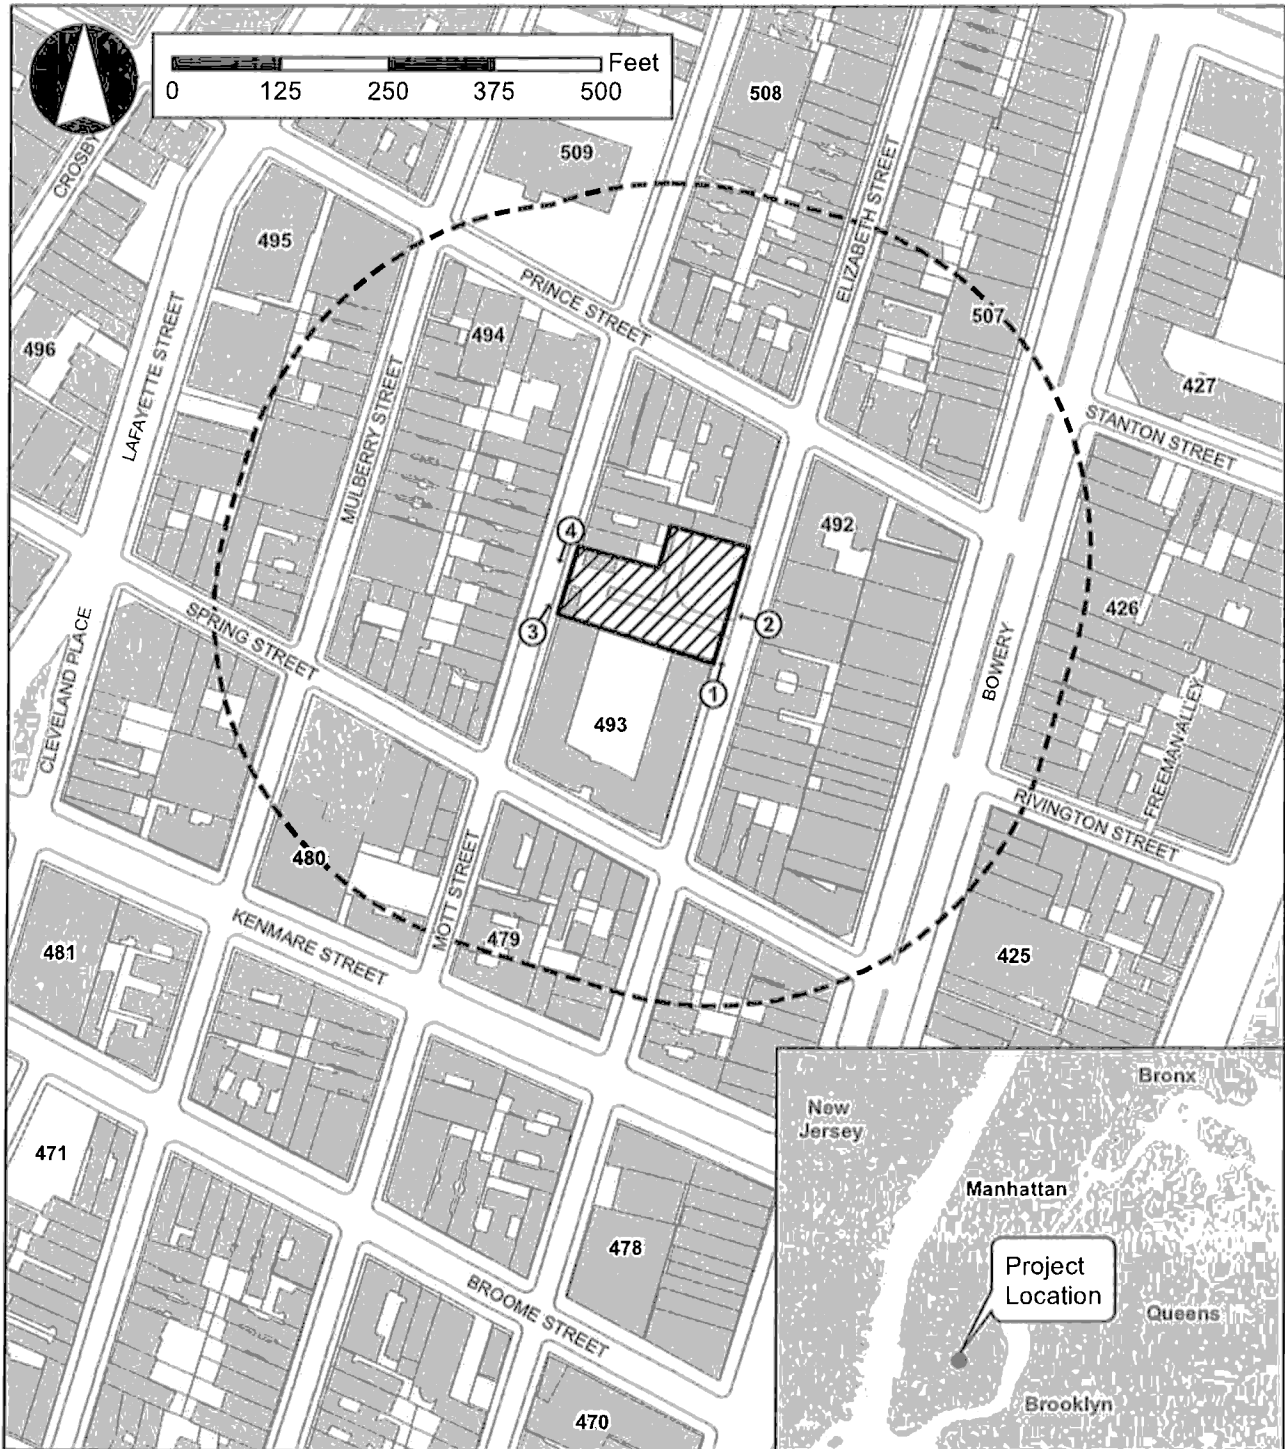 Feet
0 125 250 375 500
CROSBY
508
509
495
ELIZABETH STREET
PRINCE STREET
507
494
496
LAFAYETTE STREET
MULBERRY STREET
427
STANTON STREET
492
4
426
2
3
SPRING STREET
CLEVELAND PLACE
BOWERY
1
493
FREEMAN ALLEY
RIVINGTON STREET
480
MOTT STREET
479
KENMARE STREET
481
425
Bronx
New
Jersey
471
Manhattan
478
Project
Location
Queens
BROOME STREET
Brooklyn
470